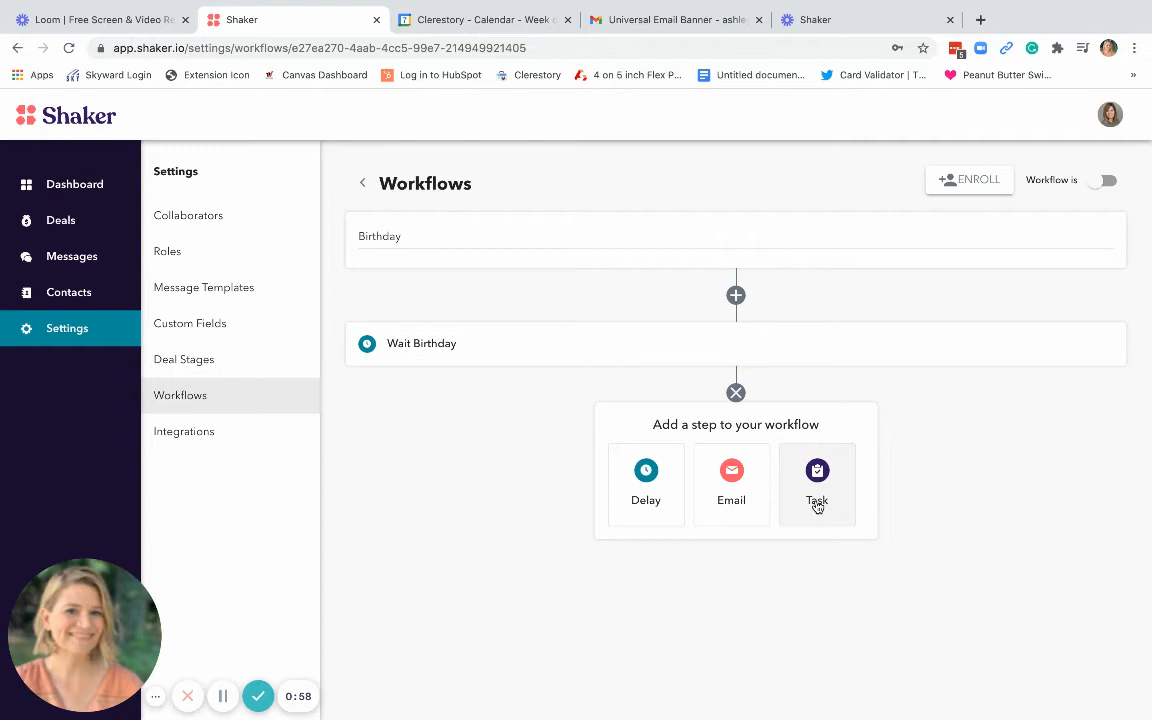 Loom | Free Screen & Video Re
Shaker
Clerestory - Calendar - Week o
Universal Email Banner - ashle
Shaker
app.shaker.io/settings/workflows/e27ea270-4aab-4cc5-99e7-214949921405
5
Apps
Skyward Login
Extension Icon
Canvas Dashboard
Log in to HubSpot
Clerestory
4 on 5 inch Flex P...
Untitled documen...
Card Validator | T...
Peanut Butter Swi...
»
Shaker
Dashboard
Deals
Messages
Contacts
Settings
Settings
Collaborators
Roles
Message Templates
Custom Fields
Deal Stages
Workflows
Integrations
Workflows
ENROLL
Workflow is
Birthday
Wait Birthday
Add a step to your workflow
Delay
Email
Task
0:58